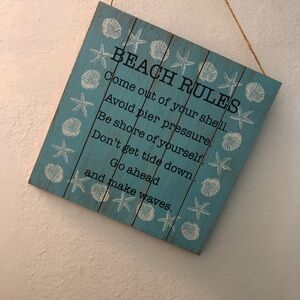 BEACH RULES
Come out of your shell.
Avoid pier pressure.
Be shore of yourself.
Don't get tide down.
Go ahead
and make waves.